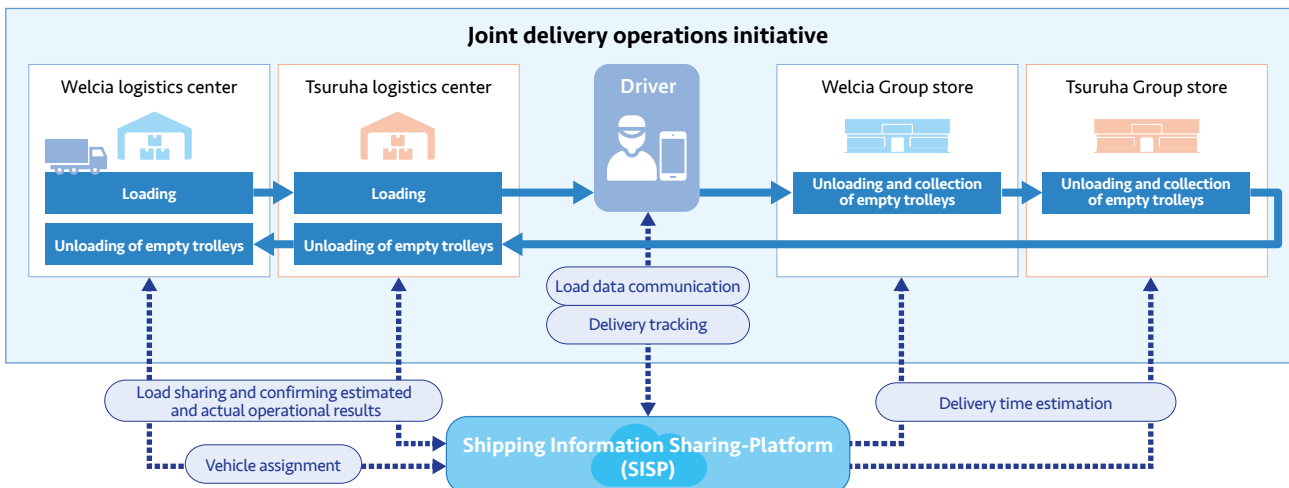 Joint delivery operations initiative
Welcia logistics center
Tsuruha logistics center
Driver
Welcia Group store
Tsuruha Group store
Loading
Loading
Unloading and collection
of empty trolleys
Unloading and collection
of empty trolleys
Unloading of empty trolleys
Unloading of empty trolleys
Load data communication
Delivery tracking
Load sharing and confirming estimated
and actual operational results
Delivery time estimation
Vehicle assignment
Shipping Information Sharing-Platform
(SISP)